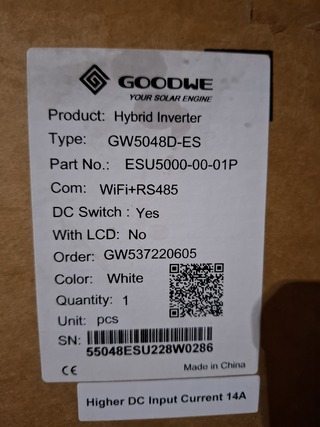 GOODWE
YOUR SOLAR ENGINE
Product: Hybrid Inverter
Type: GW5048D-ES
Part No.: ESU5000-00-01P
Com: WiFi+RS485
DC Switch : Yes
With LCD: No
Order: GW537220605
Color: White
Quantity: 1
Unit: pcs
SN:
55048ESU228W0286
CE Made in China
Higher DC Input Current 14A